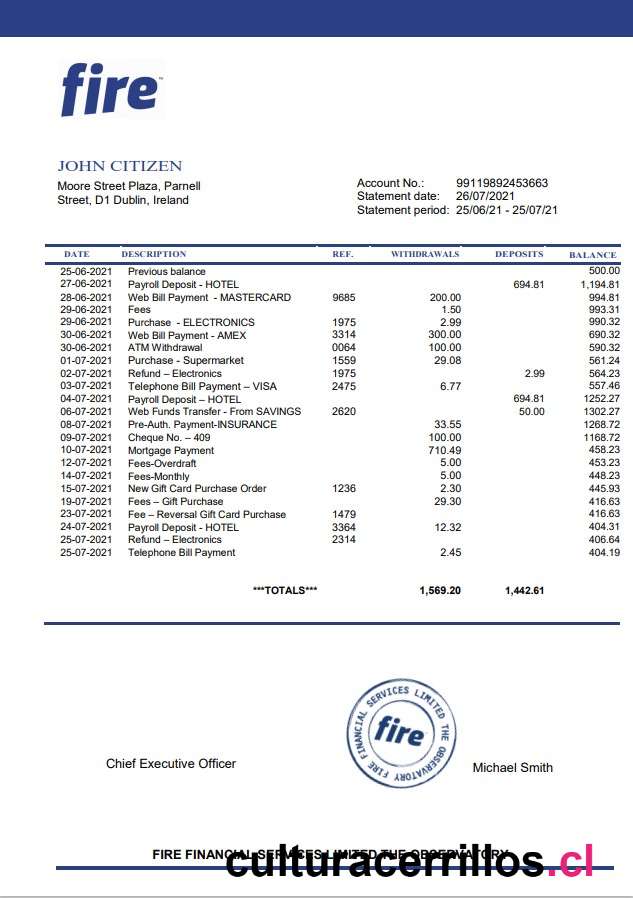 fire™
JOHN CITIZEN
Moore Street Plaza, Parnell
Street, D1 Dublin, Ireland
Account No.: 99119892453663
Statement date: 26/07/2021
Statement period: 25/06/21 - 25/07/21
DATE DESCRIPTION REF. WITHDRAWALS DEPOSITS BALANCE
25-06-2021 Previous balance 500.00
27-06-2021 Payroll Deposit - HOTEL 694.81 1,194.81
28-06-2021 Web Bill Payment - MASTERCARD 9685 200.00 994.81
29-06-2021 Fees 1.50 993.31
29-06-2021 Purchase - ELECTRONICS 1975 2.99 990.32
30-06-2021 Web Bill Payment - AMEX 3314 300.00 690.32
30-06-2021 ATM Withdrawal 0064 100.00 590.32
01-07-2021 Purchase - Supermarket 1559 29.08 561.24
02-07-2021 Refund – Electronics 1975 2.99 564.23
03-07-2021 Telephone Bill Payment – VISA 2475 6.77 557.46
04-07-2021 Payroll Deposit – HOTEL 694.81 1252.27
06-07-2021 Web Funds Transfer - From SAVINGS 2620 50.00 1302.27
08-07-2021 Pre-Auth. Payment-INSURANCE 33.55 1268.72
09-07-2021 Cheque No. – 409 100.00 1168.72
10-07-2021 Mortgage Payment 710.49 458.23
12-07-2021 Fees-Overdraft 5.00 453.23
14-07-2021 Fees-Monthly 5.00 448.23
15-07-2021 New Gift Card Purchase Order 1236 2.30 445.93
19-07-2021 Fees – Gift Purchase 29.30 416.63
23-07-2021 Fee – Reversal Gift Card Purchase 1479 416.63
24-07-2021 Payroll Deposit - HOTEL 3364 12.32 404.31
25-07-2021 Refund – Electronics 2314 406.64
25-07-2021 Telephone Bill Payment 2.45 404.19
***TOTALS*** 1,569.20 1,442.61
FIRE FINANCIAL SERVICES LIMITED THE OBSERVATORY
fire
Chief Executive Officer
Michael Smith
FIRE FINANCIAL SERVICES LIMITED THE OBSERVATORY
culturacerrillos.cl